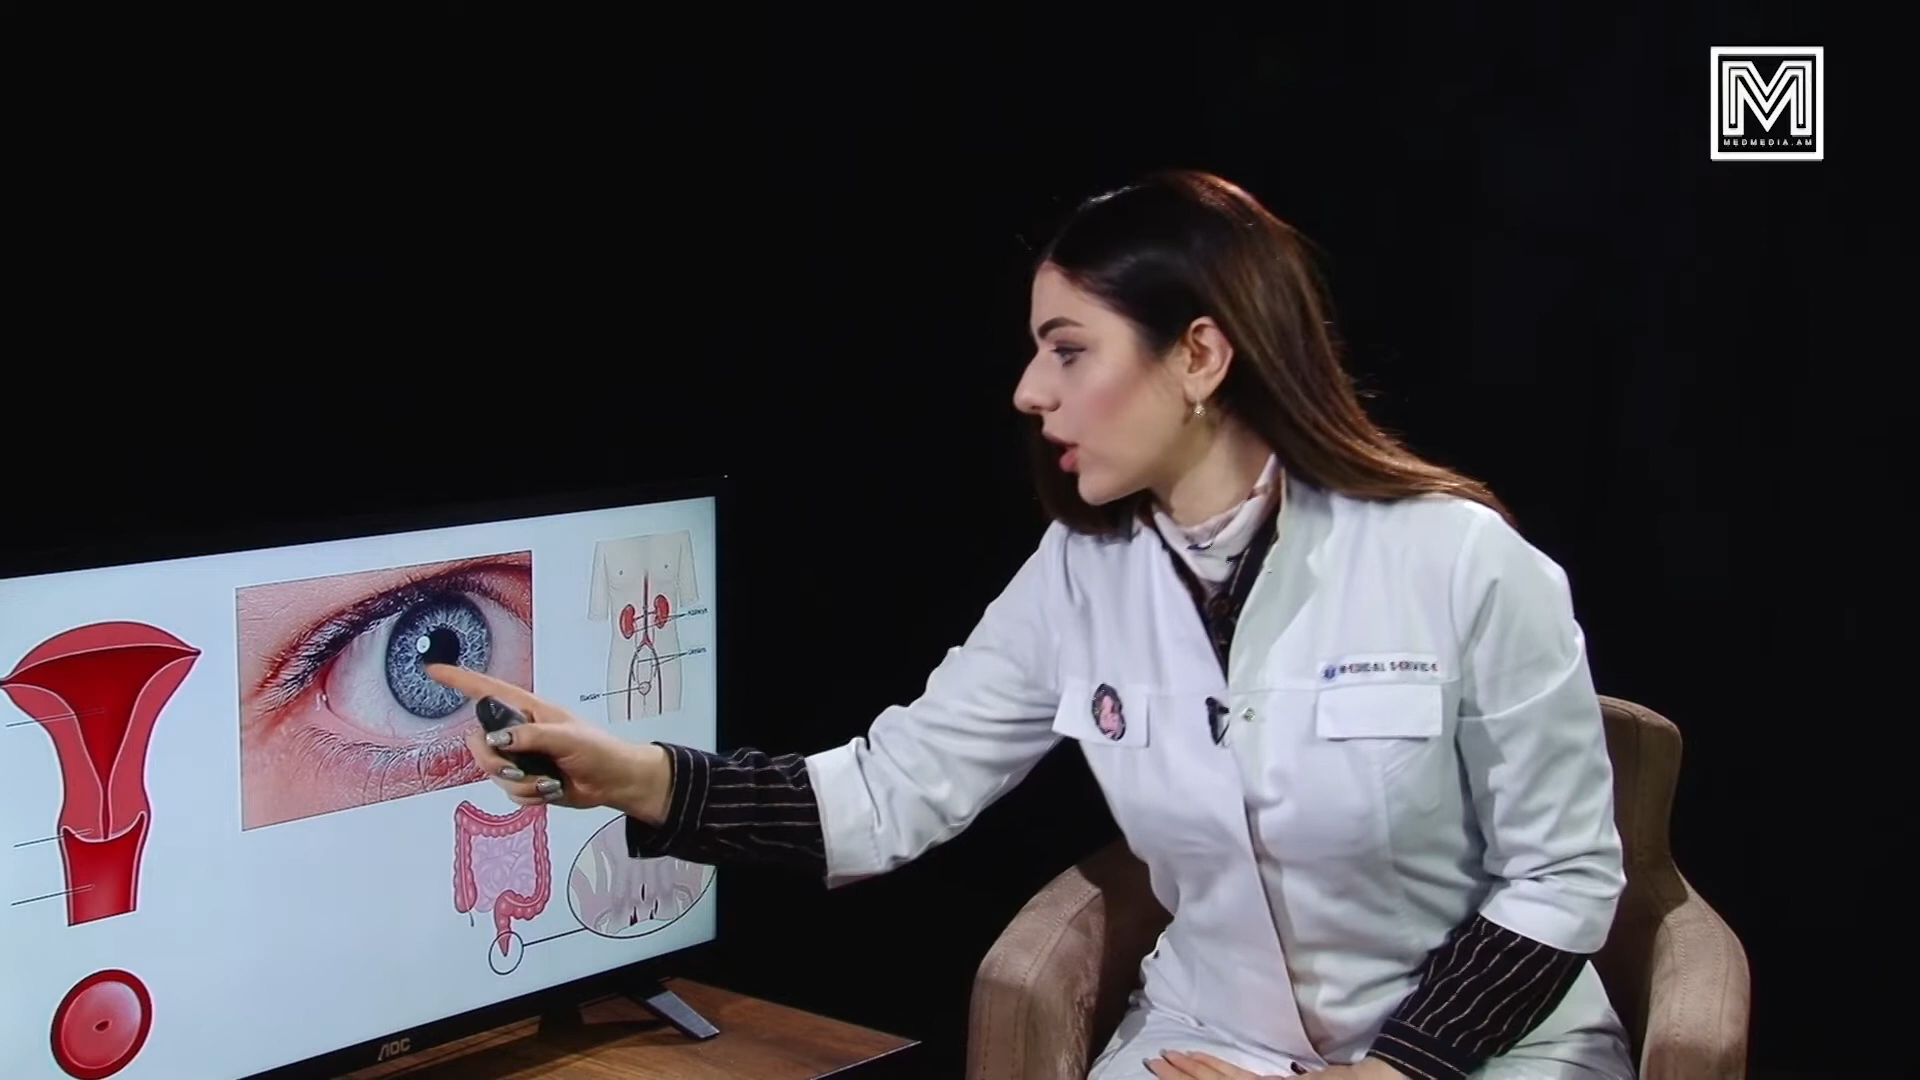 M
MEDMEDIA.AM
MEDICAL SERVICE
Kidneys
Ureters
Bladder
AOC